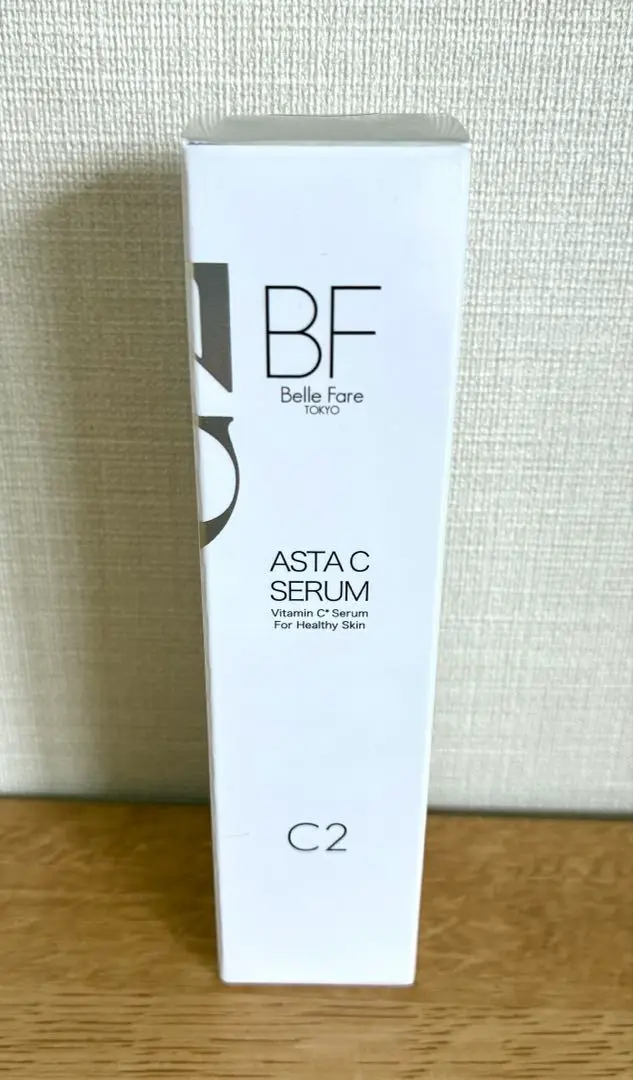 BF
Belle Fare
TOKYO
ASTA C
SERUM
Vitamin C* Serum
For Healthy Skin
C2